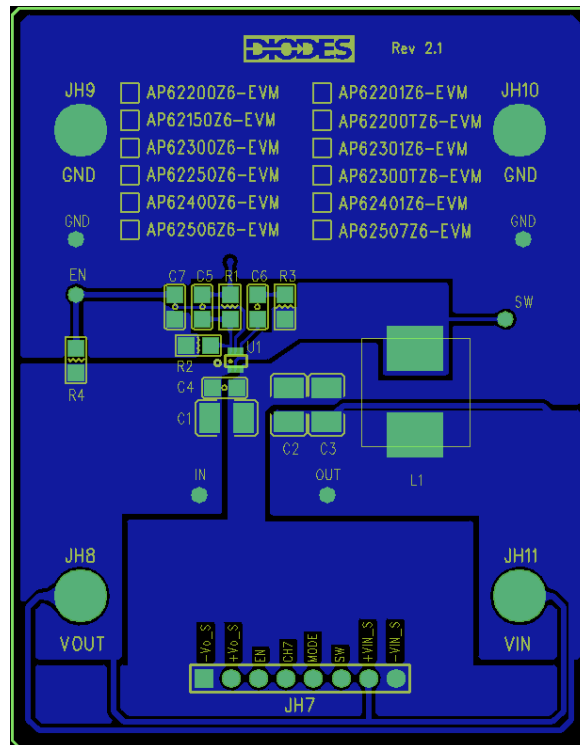 DIODES Rev 2.1
JH9 JH10
AP62200Z6-EVM AP62201Z6-EVM
AP62150Z6-EVM AP62200TZ6-EVM
AP62300Z6-EVM AP62301Z6-EVM
GND AP62250Z6-EVM AP62300TZ6-EVM GND
AP62400Z6-EVM AP62401Z6-EVM
GND AP62506Z6-EVM AP62507Z6-EVM GND
EN C7 C5 R1 C6 R3
SW
U1
R2
C4
R4
C1
C2 C3
IN OUT L1
JH8 JH11
VOUT -Vo_S +Vo_S EN CH7 MODE SW +VIN_S -VIN_S VIN
JH7